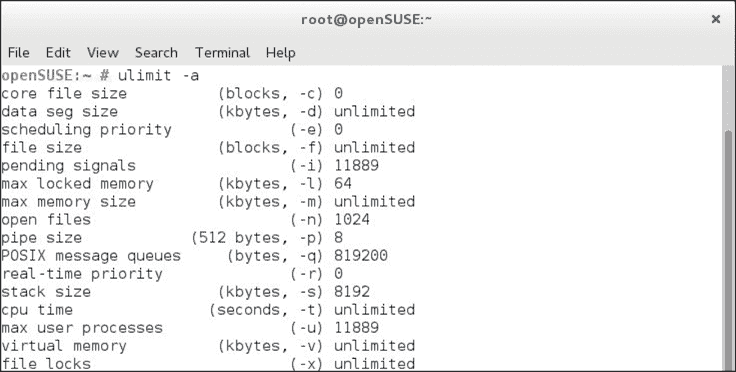 root@openSUSE:~ ×
File Edit View Search Terminal Help
openSUSE:~ # ulimit -a
core file size          (blocks, -c) 0
data seg size           (kbytes, -d) unlimited
scheduling priority             (-e) 0
file size               (blocks, -f) unlimited
pending signals                 (-i) 11889
max locked memory       (kbytes, -l) 64
max memory size         (kbytes, -m) unlimited
open files                      (-n) 1024
pipe size            (512 bytes, -p) 8
POSIX message queues     (bytes, -q) 819200
real-time priority              (-r) 0
stack size              (kbytes, -s) 8192
cpu time               (seconds, -t) unlimited
max user processes              (-u) 11889
virtual memory          (kbytes, -v) unlimited
file locks                      (-x) unlimited